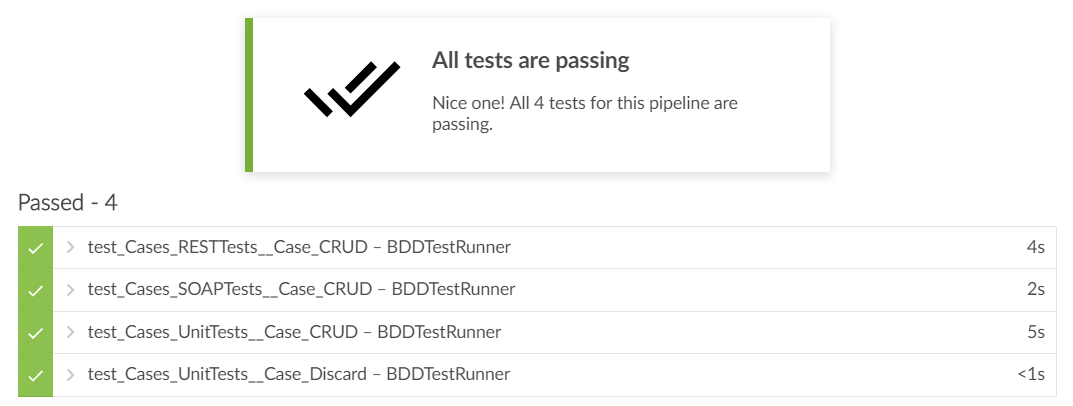 All tests are passing
Nice one! All 4 tests for this pipeline are
passing.
Passed - 4
test_Cases_RESTTests__Case_CRUD – BDDTestRunner 4s
test_Cases_SOAPTests__Case_CRUD – BDDTestRunner 2s
test_Cases_UnitTests__Case_CRUD – BDDTestRunner 5s
test_Cases_UnitTests__Case_Discard – BDDTestRunner <1s